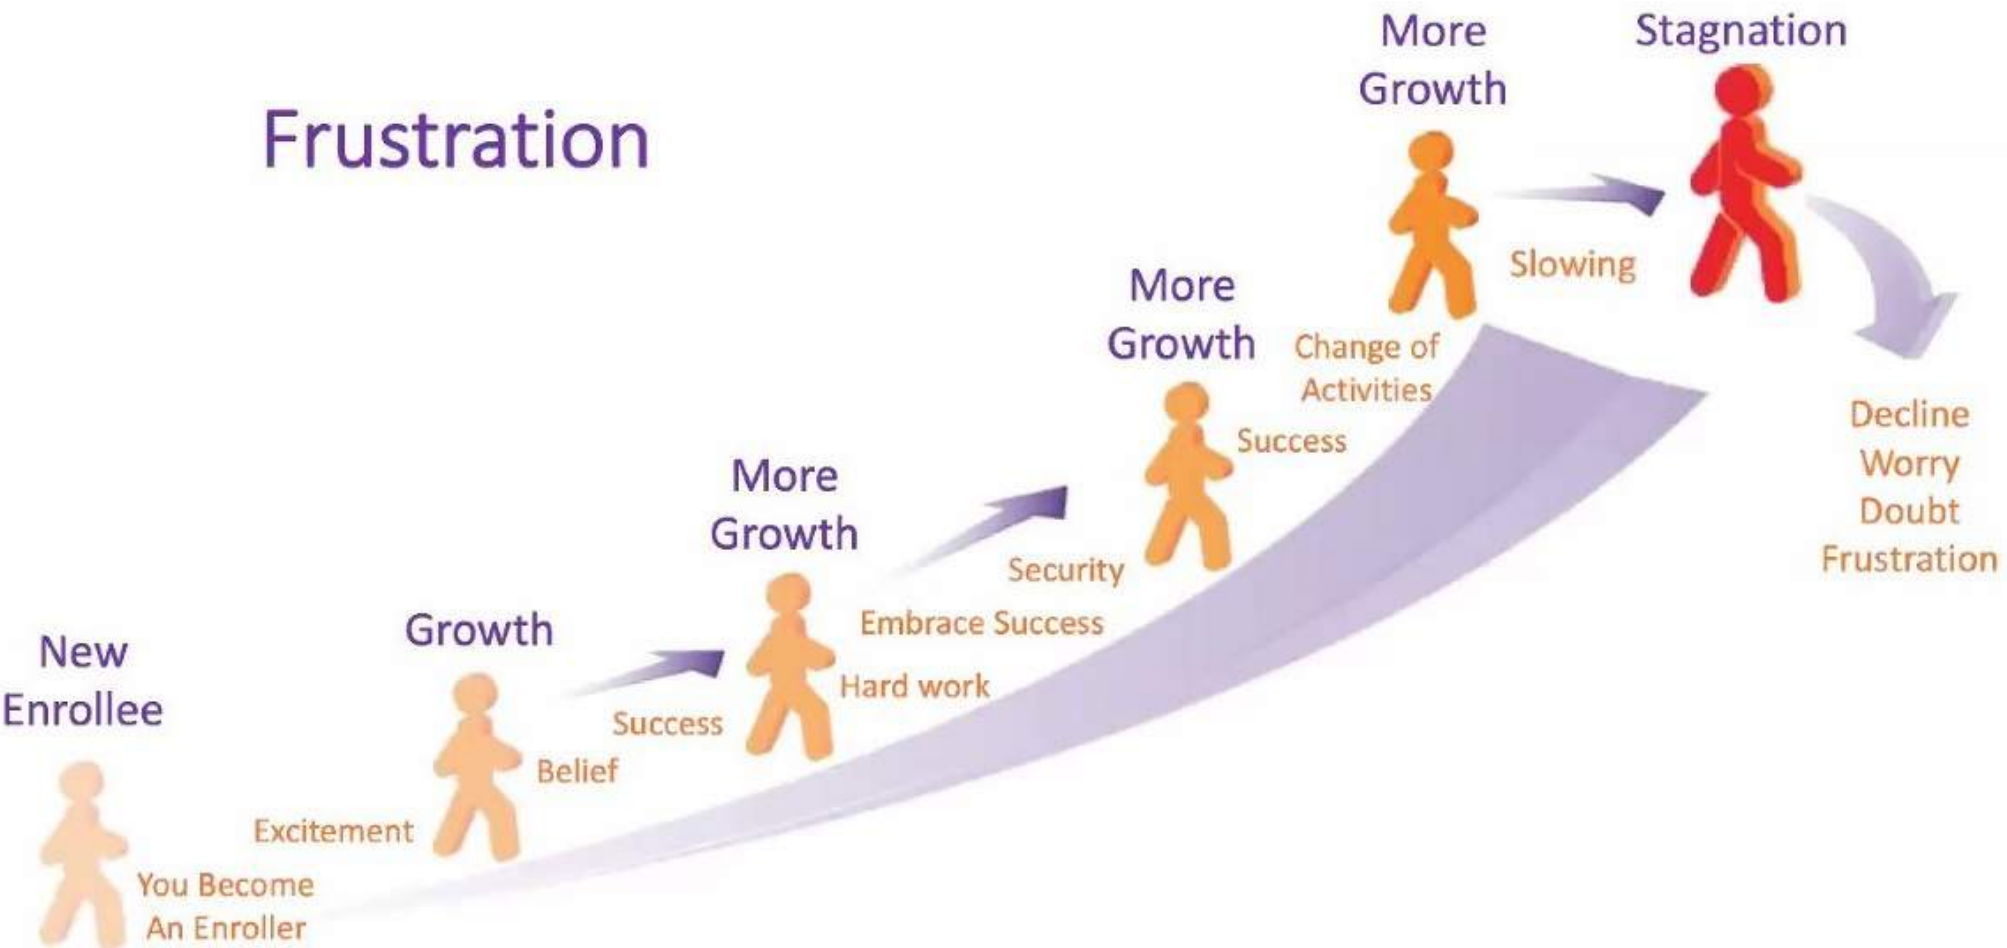 Frustration
New
Enrollee
You Become
An Enroller
Excitement
Growth
Belief
Success
More
Growth
Hard work
Embrace Success
Security
More
Growth
Success
Change of
Activities
More
Growth
Slowing
Stagnation
Decline
Worry
Doubt
Frustration